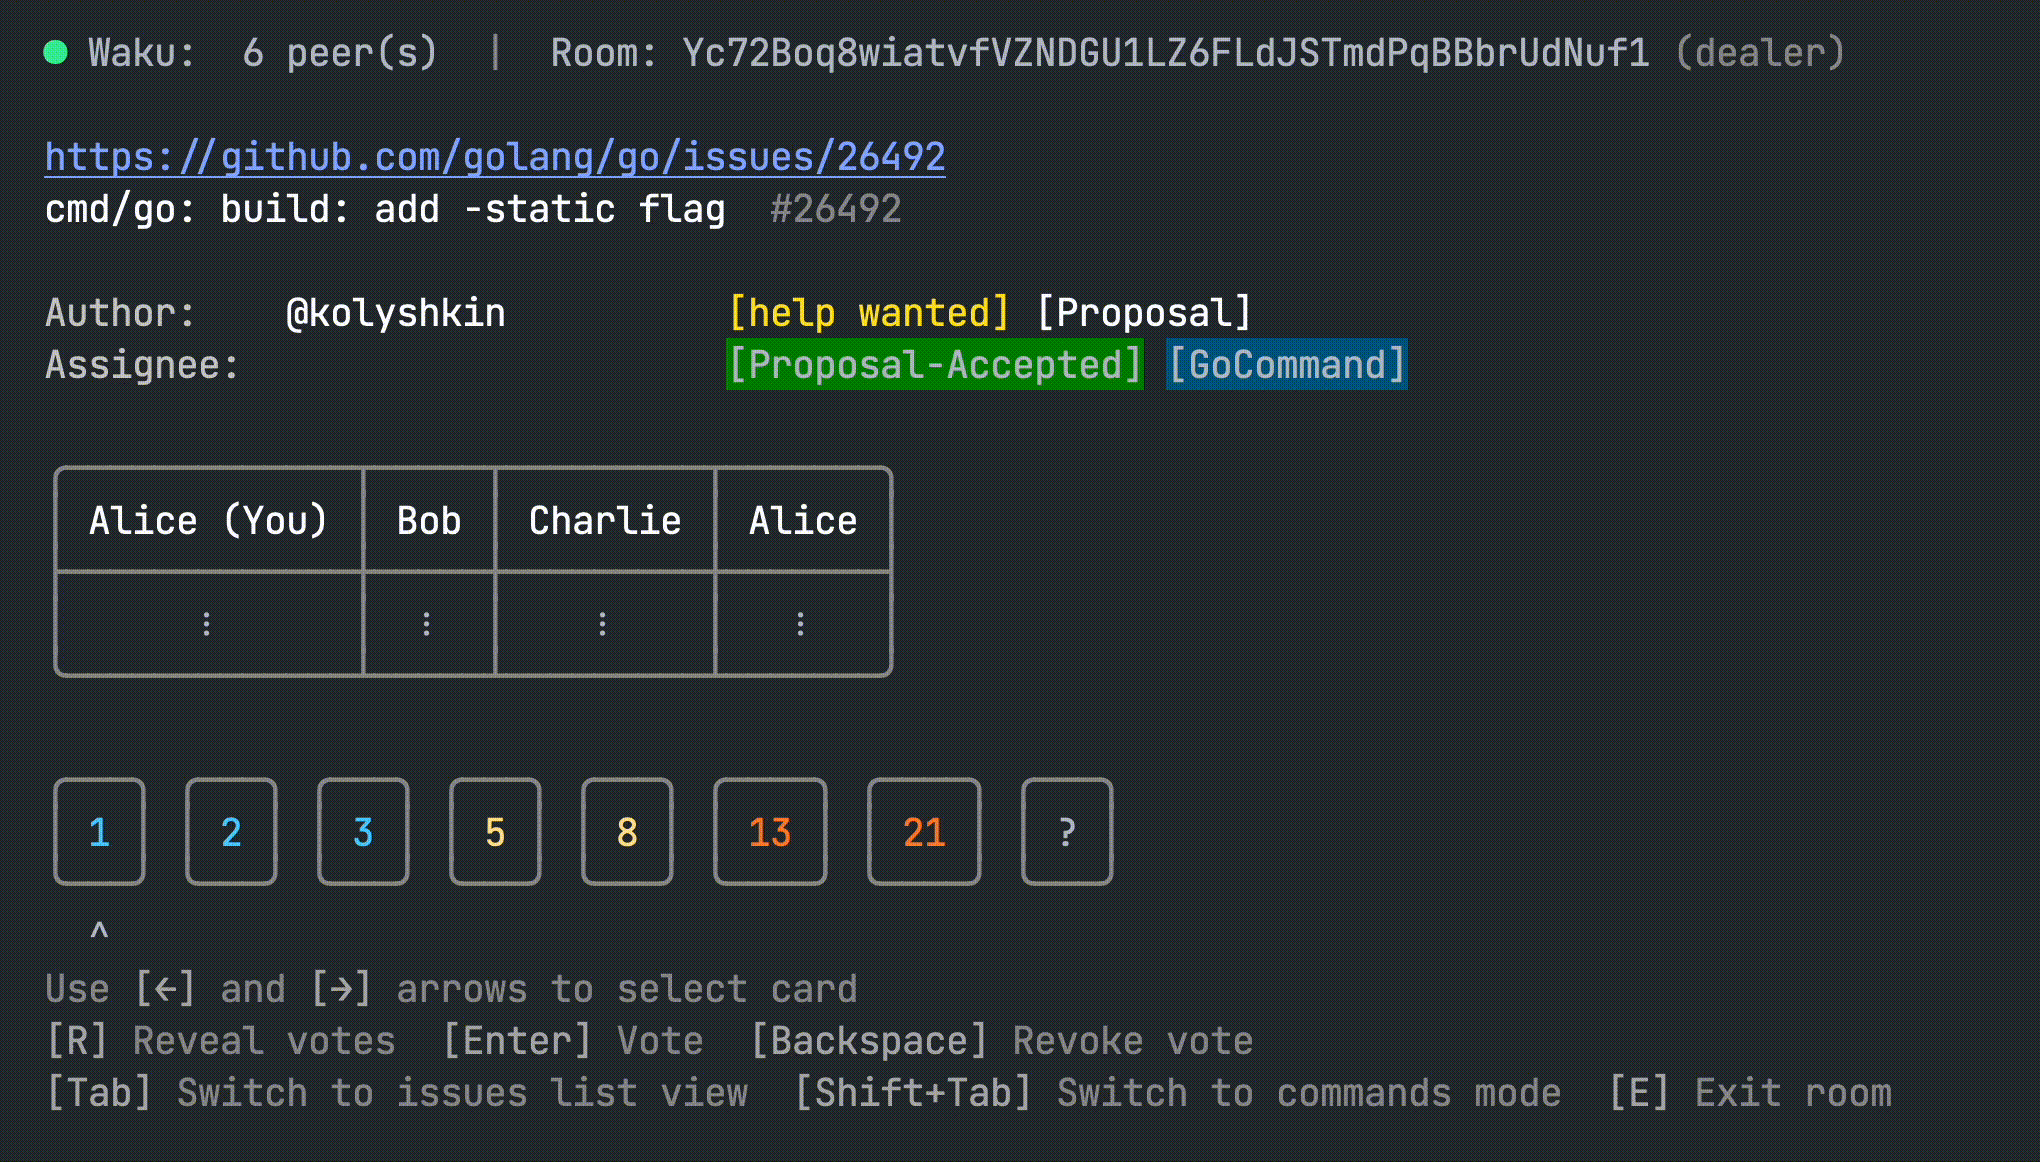 Waku:  6 peer(s)  |  Room: Yc72Boq8wiatvfVZNDGU1LZ6FLdJSTmdPqBBbrUdNuf1 (dealer)
https://github.com/golang/go/issues/26492
cmd/go: build: add -static flag  #26492
Author:    @kolyshkin    [help wanted] [Proposal]
Assignee:    [Proposal-Accepted] [GoCommand]
Alice (You)  Bob  Charlie  Alice
⋮  ⋮  ⋮  ⋮
1  2  3  5  8  13  21  ?
^
Use [←] and [→] arrows to select card
[R] Reveal votes  [Enter] Vote  [Backspace] Revoke vote
[Tab] Switch to issues list view  [Shift+Tab] Switch to commands mode  [E] Exit room